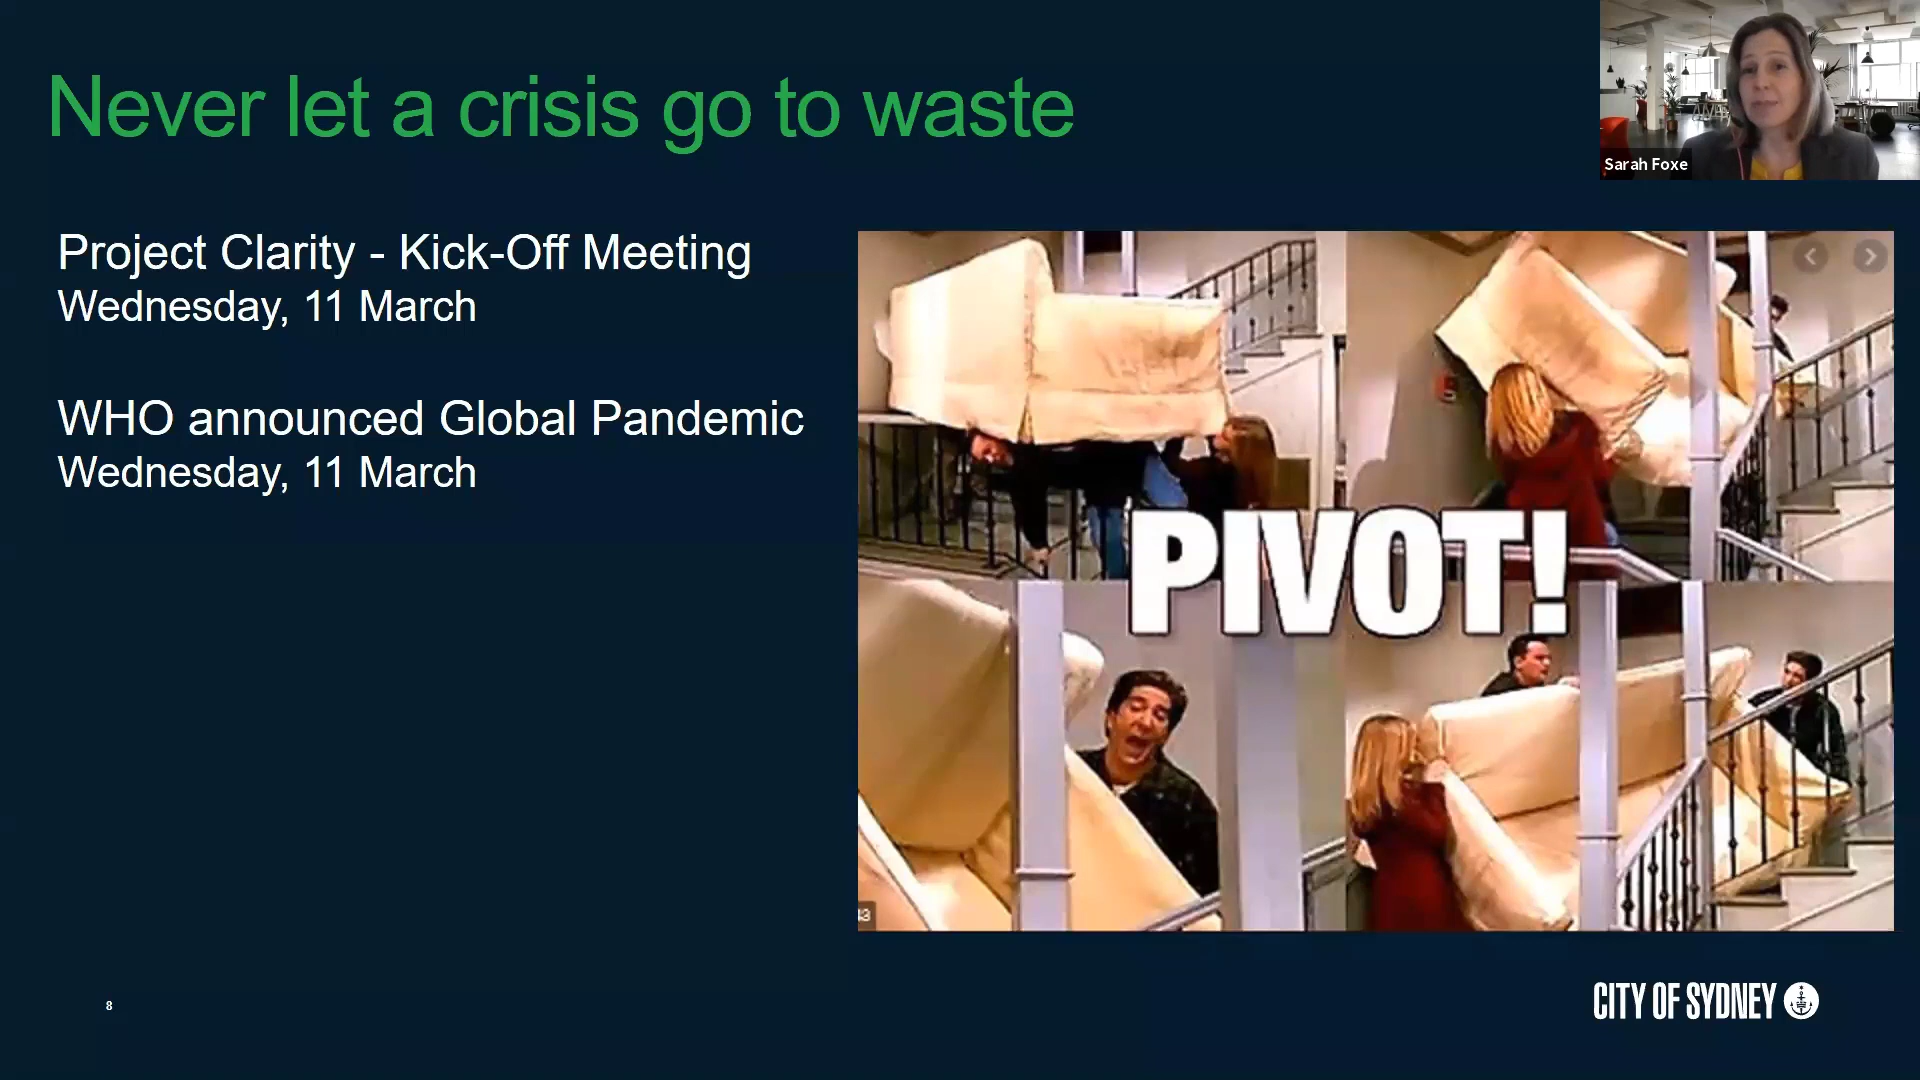 Never let a crisis go to waste
Sarah Foxe
Project Clarity - Kick-Off Meeting
Wednesday, 11 March
WHO announced Global Pandemic
Wednesday, 11 March
PIVOT!
8
CITY OF SYDNEY